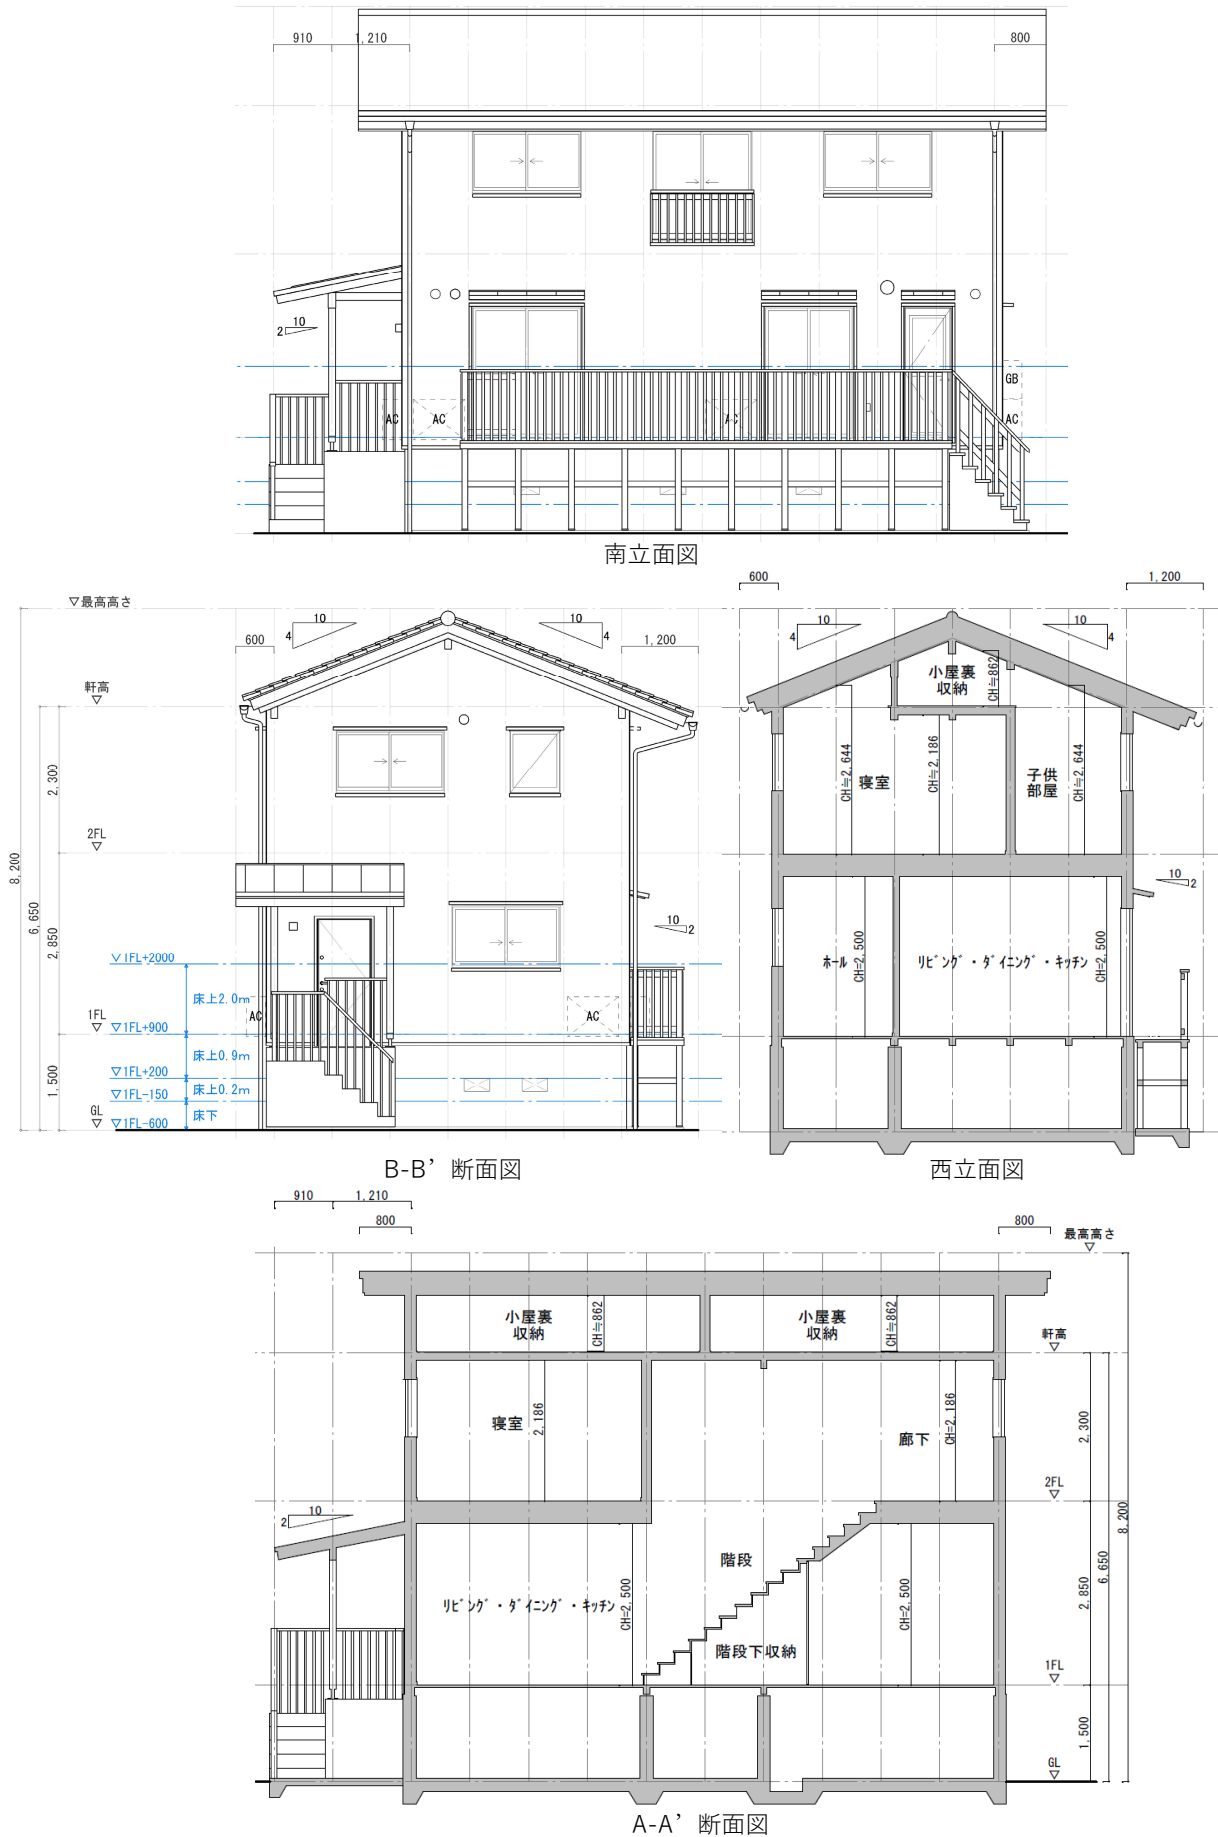 910
1,210
800
10
2
GB
AC
AC
AC
AC
南立面図
600
1,200
▽最高高さ
10
4
10
4
600
1,200
10
4
10
4
小屋裏
収納
CH≒862
軒高
▽
2,300
CH≒2,644
寝室
CH≒2,186
子供
部屋
CH≒2,644
2FL
▽
8,200
6,650
2,850
10
2
10
2
▽1FL+2000
床上2.0m
ホール
CH=2,500
リビング・ダイニング・キッチン
CH=2,500
AC
AC
1FL
▽
▽1FL+900
床上0.9m
▽1FL+200
1,500
床上0.2m
▽1FL-150
GL
▽
床下
▽1FL-600
B-B’断面図
西立面図
910
1,210
800
800
最高高さ
▽
小屋裏
収納
CH≒862
小屋裏
収納
CH≒862
軒高
▽
寝室
2,186
廊下
CH=2,186
2,300
2FL
▽
10
2
8,200
6,650
階段
2,850
リビング・ダイニング・キッチン
CH=2,500
CH=2,500
階段下収納
1FL
▽
1,500
GL
▽
A-A’断面図